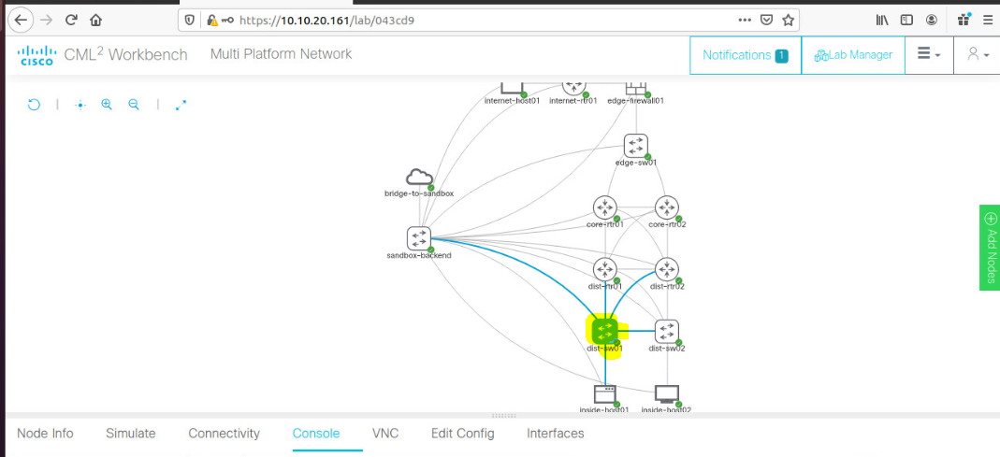 https://10.10.20.161/lab/043cd9
CISCO CML2 Workbench Multi Platform Network Notifications 1 Lab Manager
internet-host01 internet-rtr01 edge-firewall01
edge-sw01
bridge-to-sandbox
core-rtr01 core-rtr02
sandbox-backend
dist-rtr01 dist-rtr02
dist-sw01 dist-sw02
inside-host01 inside-host02
Add Nodes
Node Info Simulate Connectivity Console VNC Edit Config Interfaces